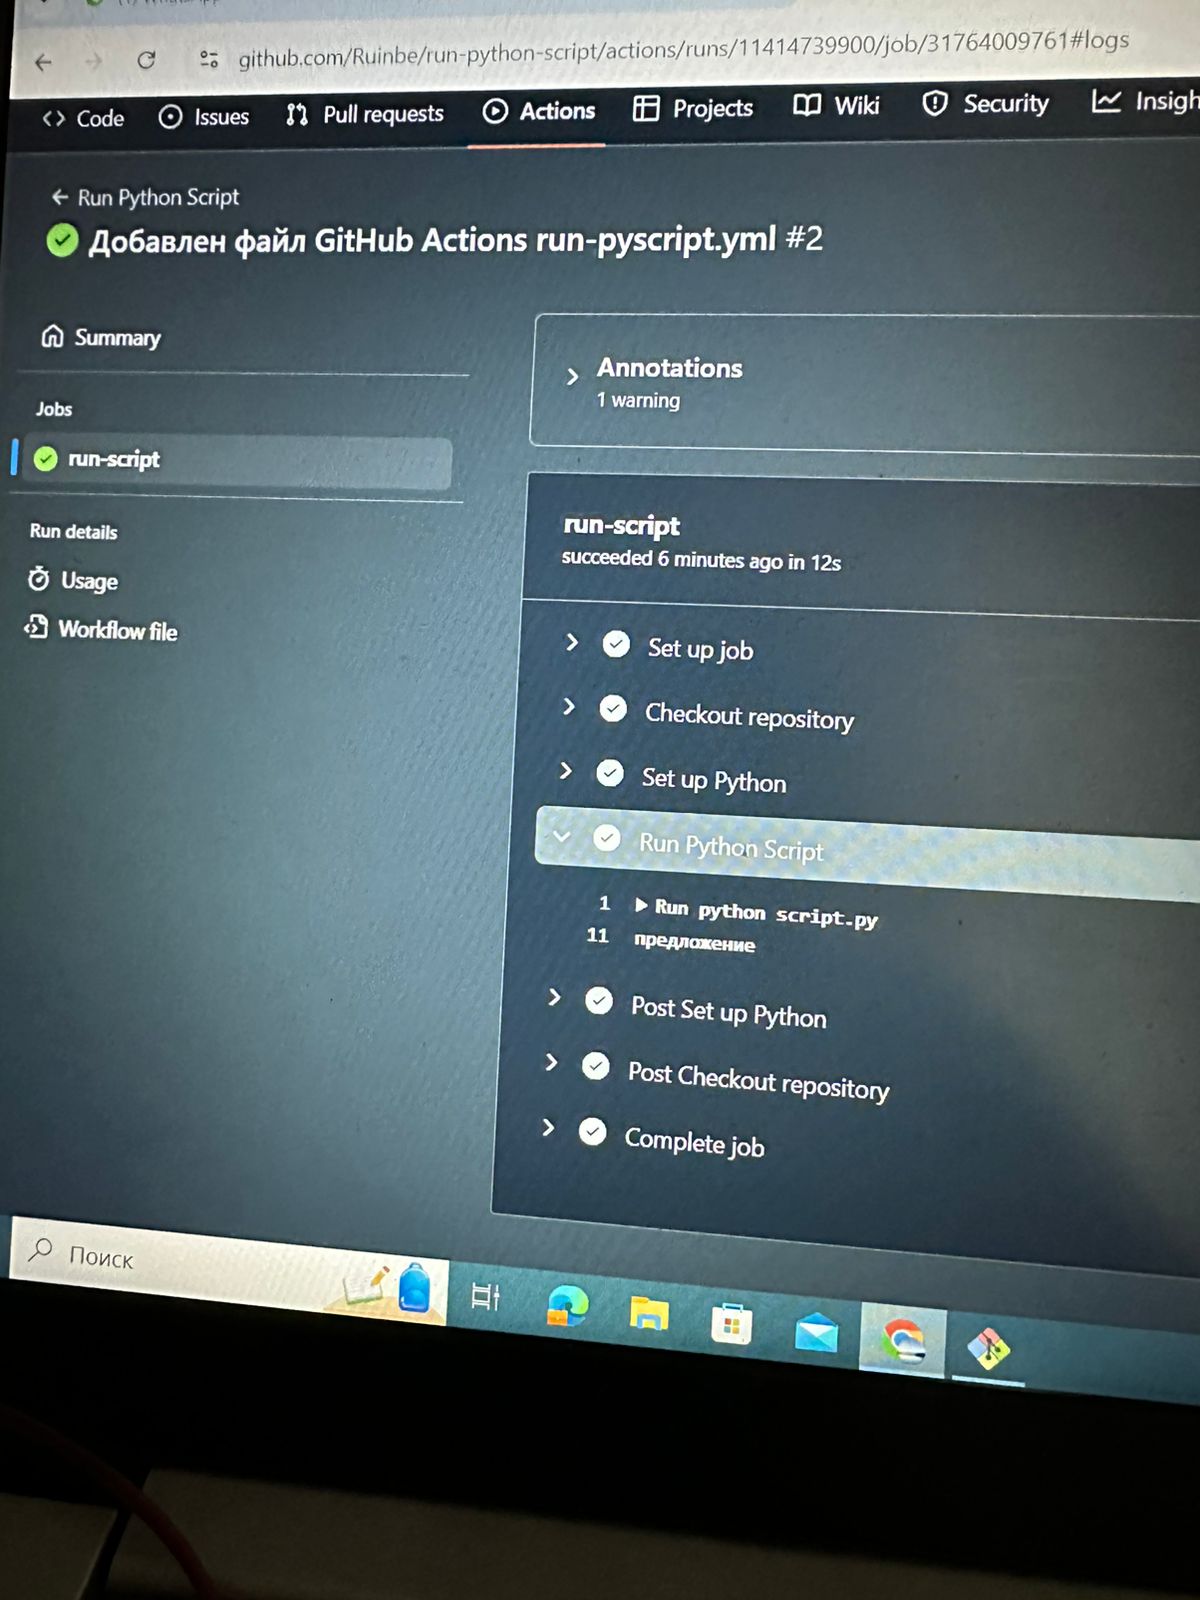 github.com/Ruinbe/run-python-script/actions/runs/11414739900/job/31764009761#logs
Code Issues Pull requests Actions Projects Wiki Security Insigh
Run Python Script
Добавлен файл GitHub Actions run-pyscript.yml #2
Summary
Jobs
run-script
Run details
Usage
Workflow file
Annotations
1 warning
run-script
succeeded 6 minutes ago in 12s
Set up job
Checkout repository
Set up Python
Run Python Script
1 Run python script.py
11 предложение
Post Set up Python
Post Checkout repository
Complete job
Поиск